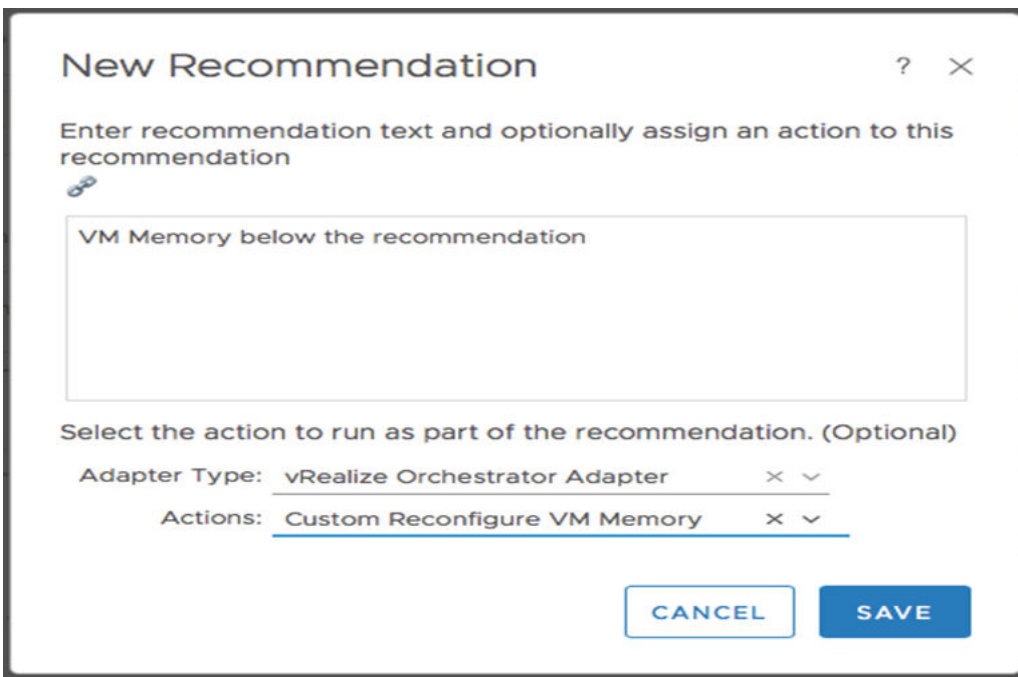 New Recommendation ?
Enter recommendation text and optionally assign an action to this
recommendation
VM Memory below the recommendation
Select the action to run as part of the recommendation. (Optional)
Adapter Type: vRealize Orchestrator Adapter
Actions: Custom Reconfigure VM Memory
CANCEL SAVE